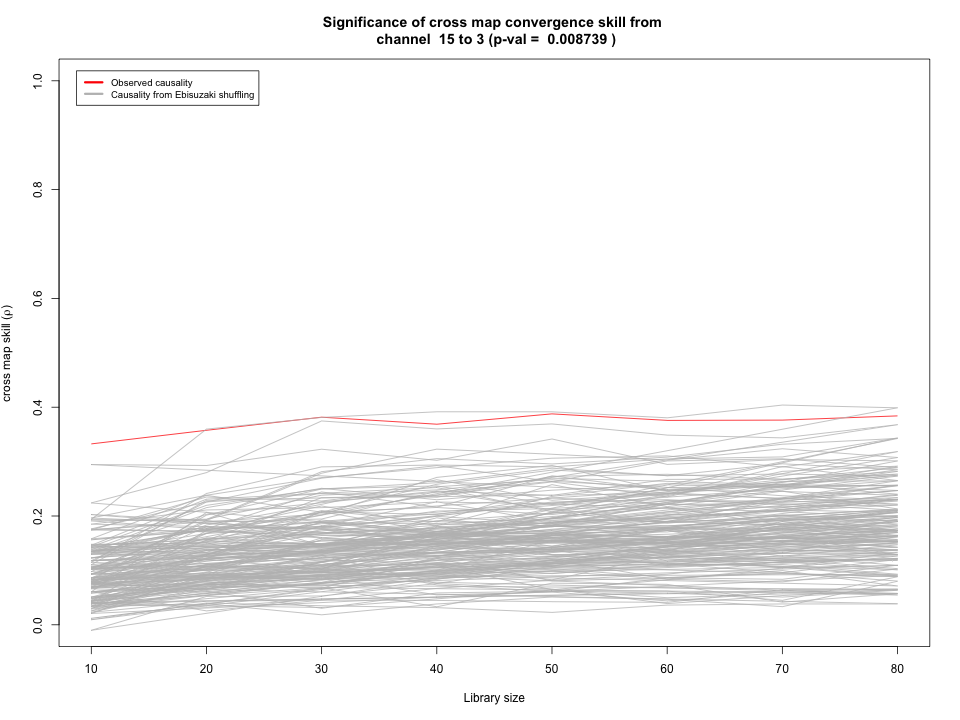 Significance of cross map convergence skill from
channel  15 to 3 (p-val =  0.008739 )
Observed causality
Causality from Ebisuzaki shuffling
cross map skill (ρ)
1.0
0.8
0.6
0.4
0.2
0.0
10 20 30 40 50 60 70 80
Library size